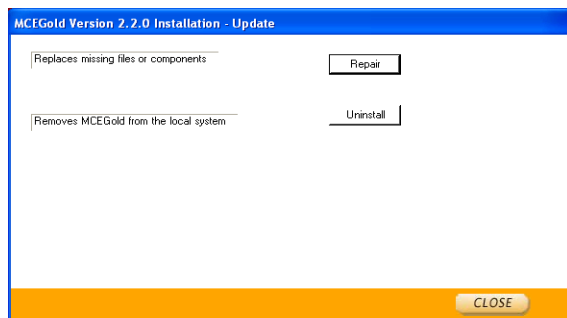 MCEGold Version 2.2.0 Installation - Update
Replaces missing files or components
Repair
Removes MCEGold from the local system
Uninstall
CLOSE